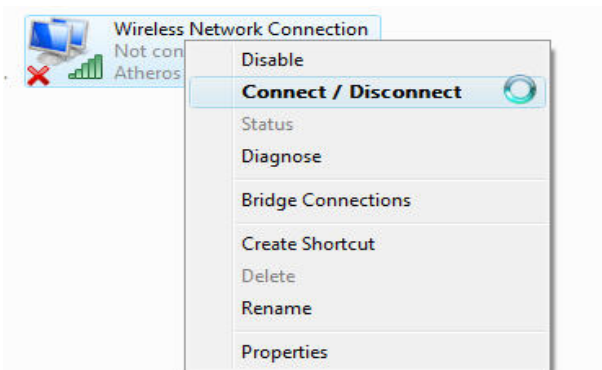 Wireless Network Connection
Not con
Atheros
Disable
Connect / Disconnect
Status
Diagnose
Bridge Connections
Create Shortcut
Delete
Rename
Properties